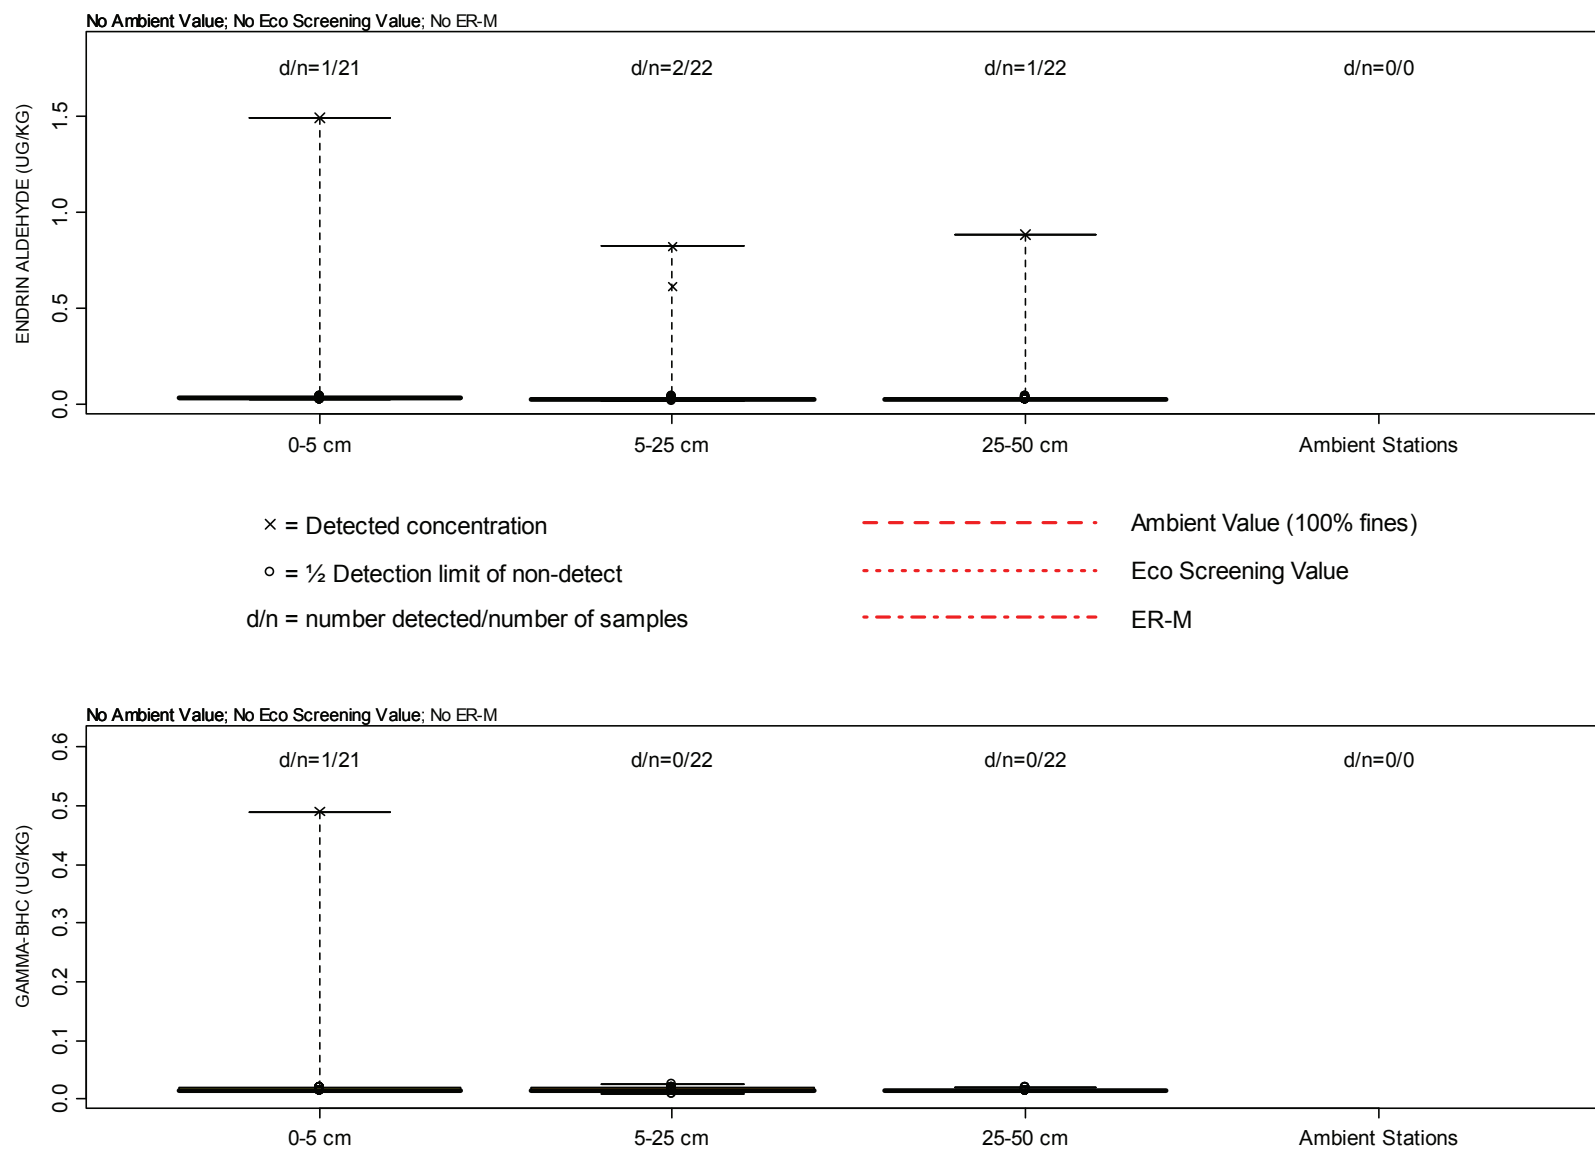 No Ambient Value; No Eco Screening Value; No ER-M
d/n=1/21 d/n=2/22 d/n=1/22 d/n=0/0
ENDRIN ALDEHYDE (UG/KG)
1.5
1.0
0.5
0.0
0-5 cm 5-25 cm 25-50 cm Ambient Stations
× = Detected concentration
o = ½ Detection limit of non-detect
d/n = number detected/number of samples
Ambient Value (100% fines)
Eco Screening Value
ER-M
No Ambient Value; No Eco Screening Value; No ER-M
d/n=1/21 d/n=0/22 d/n=0/22 d/n=0/0
GAMMA-BHC (UG/KG)
0.6
0.5
0.4
0.3
0.2
0.1
0.0
0-5 cm 5-25 cm 25-50 cm Ambient Stations